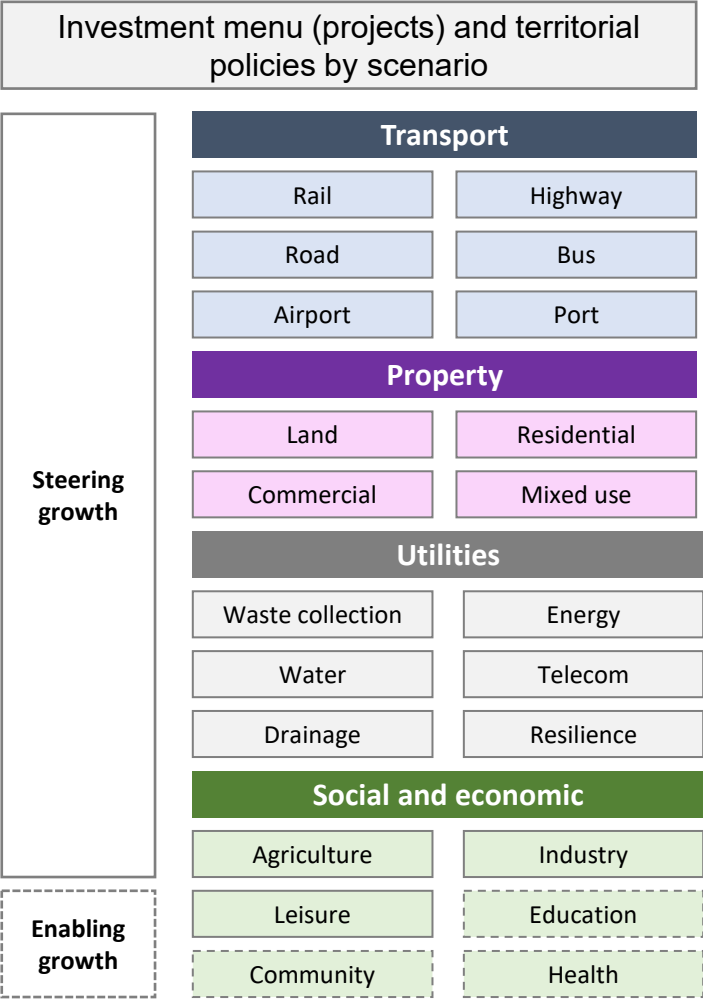 Investment menu (projects) and territorial
policies by scenario
Transport
Rail
Highway
Road
Bus
Airport
Port
Property
Land
Residential
Commercial
Mixed use
Steering
growth
Utilities
Waste collection
Energy
Water
Telecom
Drainage
Resilience
Social and economic
Agriculture
Industry
Leisure
Education
Enabling
growth
Community
Health